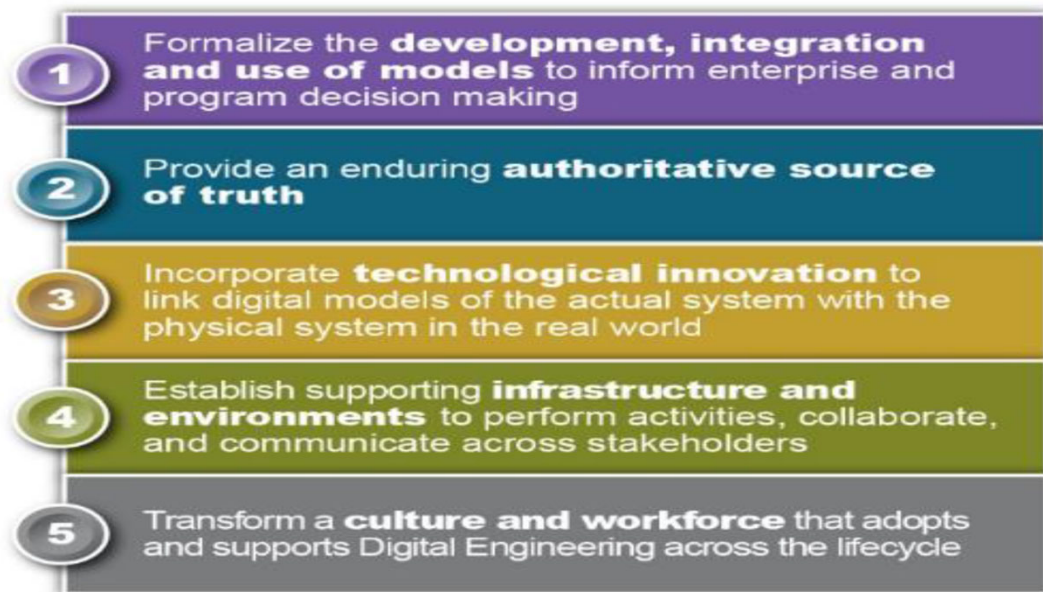 1
Formalize the development, integration
and use of models to inform enterprise and
program decision making
2
Provide an enduring authoritative source
of truth
3
Incorporate technological innovation to
link digital models of the actual system with the
physical system in the real world
4
Establish supporting infrastructure and
environments to perform activities, collaborate,
and communicate across stakeholders
5
Transform a culture and workforce that adopts
and supports Digital Engineering across the lifecycle